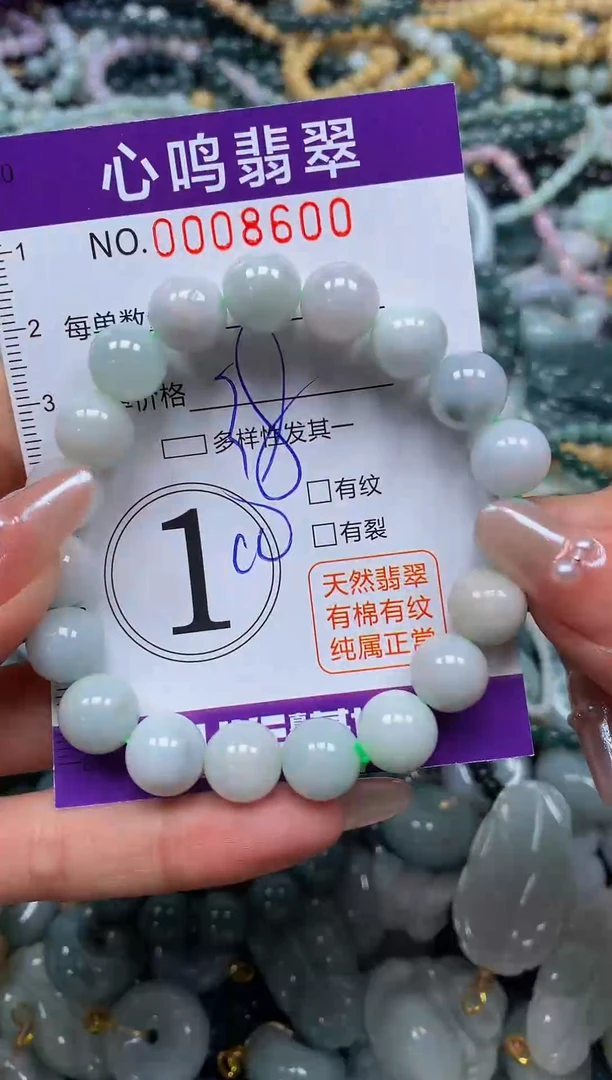 心鸣翡翠
NO.0008600
1
2
每单数
3
价格
多样性发其一
有纹
有裂
1
天然翡翠
有棉有纹
纯属正常